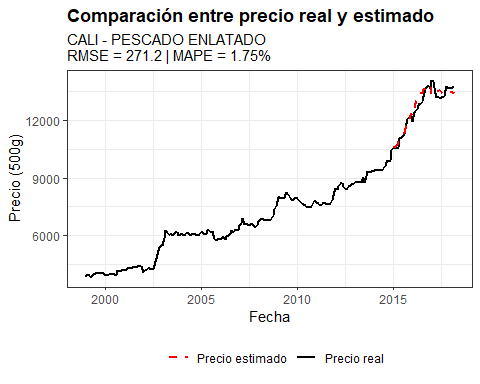 Comparación entre precio real y estimado
CALI - PESCADO ENLATADO
RMSE = 271.2 | MAPE = 1.75%
Precio (500g)
12000
9000
6000
2000
2005
2010
2015
Fecha
Precio estimado
Precio real